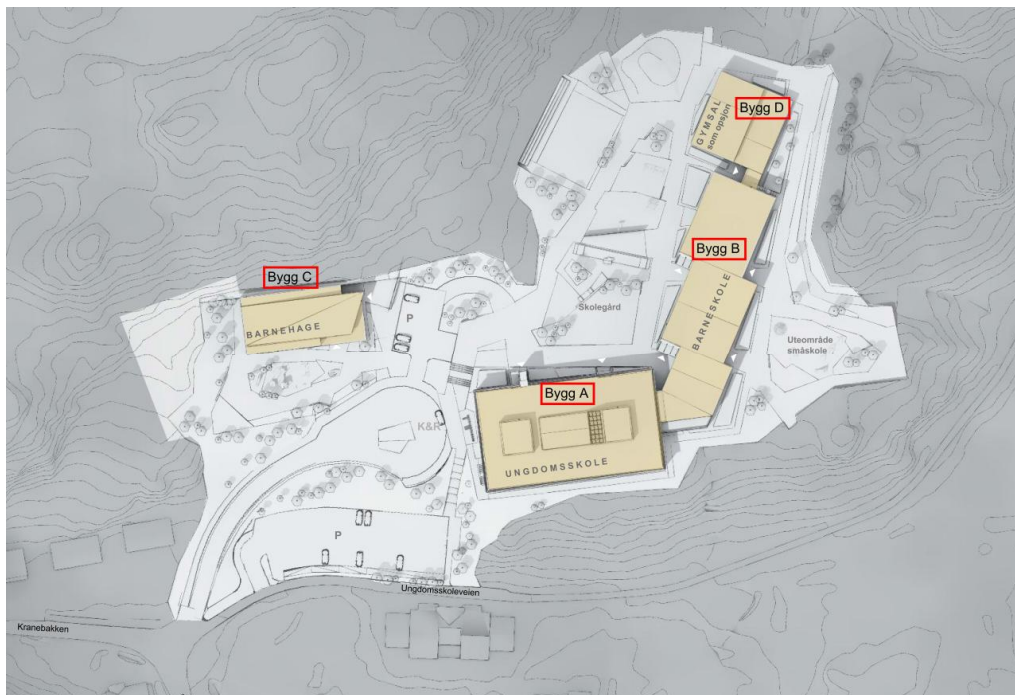 Bygg D
GYMSAL
som opsjon
Bygg B
BARNESKOLE
Bygg C
BARNEHAGE
P
Skolegård
Uteområde
småskole
Bygg A
K&R
UNGDOMSSKOLE
P
Ungdomsskoleveien
Kranebakken